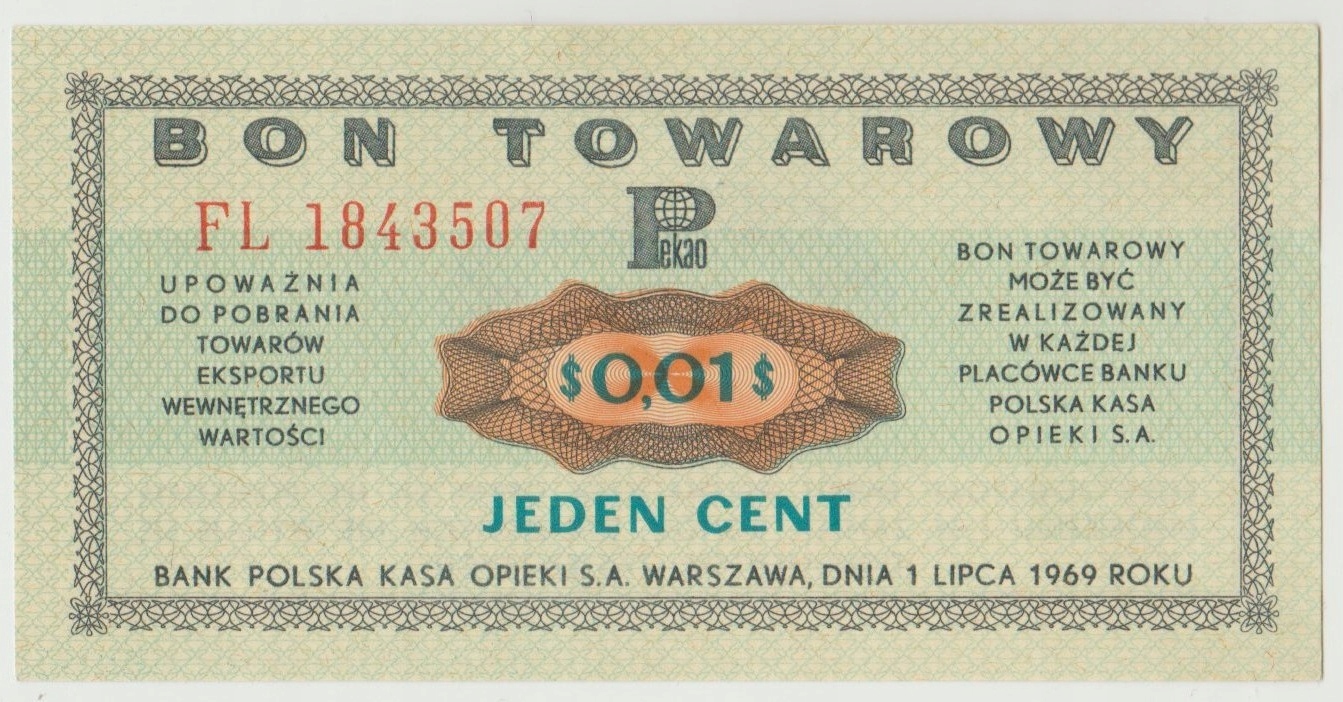 BON TOWAROWY
FL 1843507
Pekao
UPOWAŻNIA
DO POBRANIA
TOWARÓW
EKSPORTU
WEWNĘTRZNEGO
WARTOŚCI
$0,01$
JEDEN CENT
BON TOWAROWY
MOŻE BYĆ
ZREALIZOWANY
W KAŻDEJ
PLACÓWCE BANKU
POLSKA KASA
OPIEKI S.A.
BANK POLSKA KASA OPIEKI S.A. WARSZAWA, DNIA 1 LIPCA 1969 ROKU